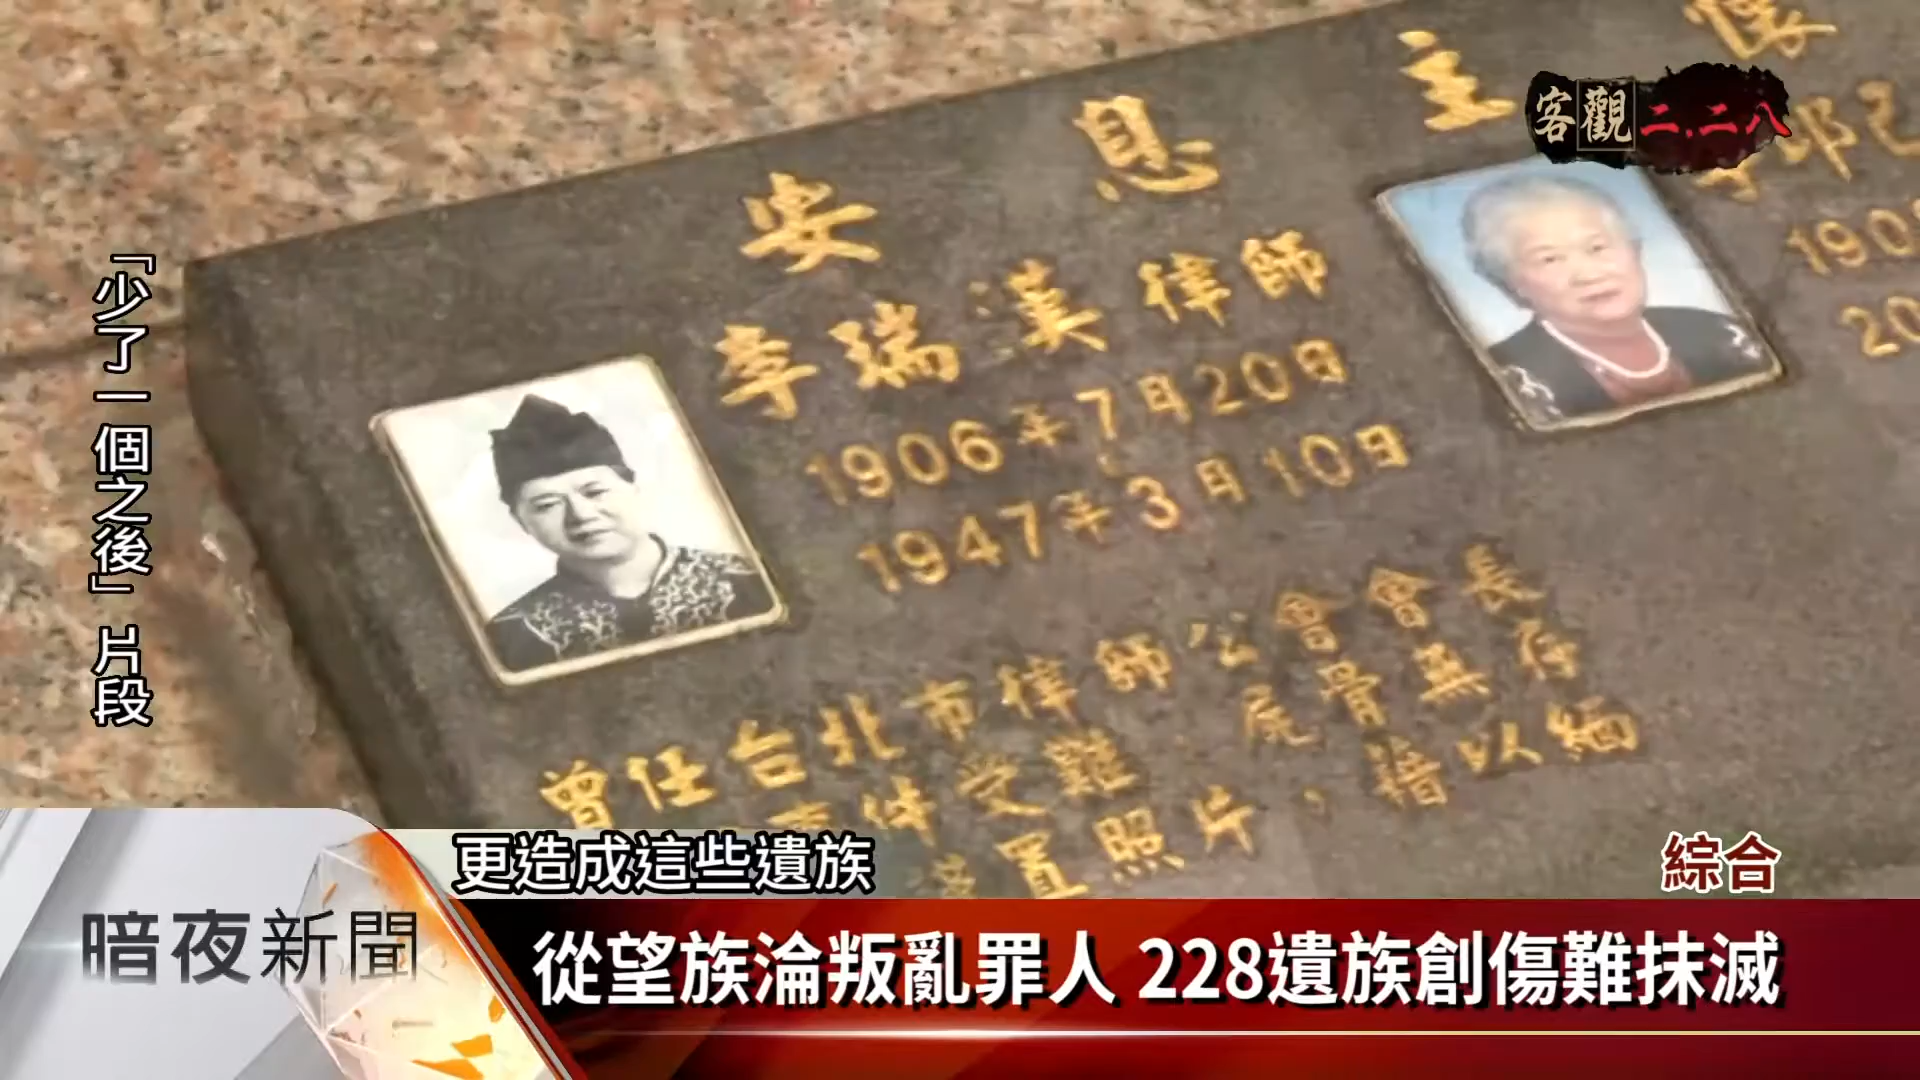 安息主懷
李瑞漢律師
1906年7月20日
1947年3月10日
曾任台北市律師公會會長
事件受難，屍骨無存
置照片，藉以緬
邱己
190
20
客觀二.二八
「少了一個之後」片段
更造成這些遺族
綜合
暗夜新聞
從望族淪叛亂罪人 228遺族創傷難抹滅